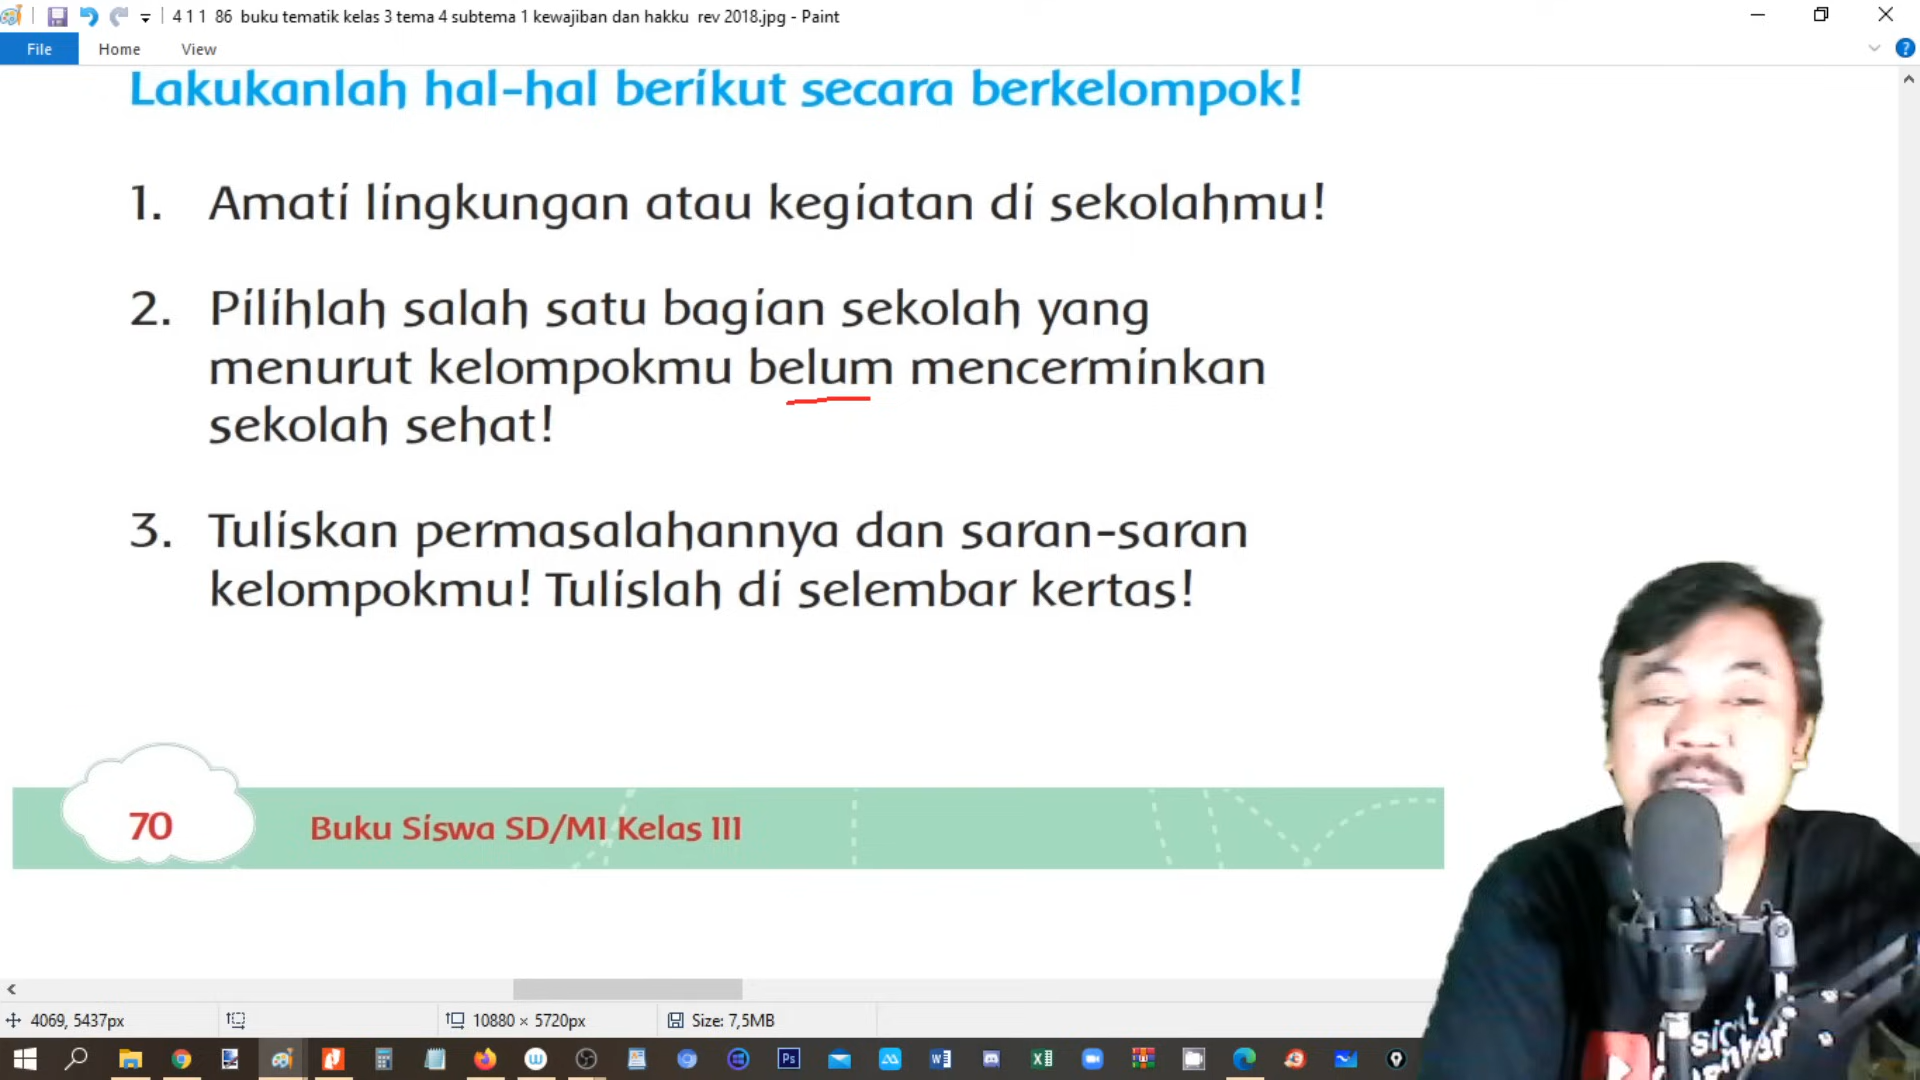 4 1 1  86  buku tematik kelas 3 tema 4 subtema 1 kewajiban dan hakku  rev 2018.jpg - Paint
File Home View
Lakukanlah hal-hal berikut secara berkelompok!
1. Amati lingkungan atau kegiatan di sekolahmu!
2. Pilihlah salah satu bagian sekolah yang
menurut kelompokmu belum mencerminkan
sekolah sehat!
3. Tuliskan permasalahannya dan saran-saran
kelompokmu! Tulislah di selembar kertas!
70 Buku Siswa SD/MI Kelas III
4069, 5437px 10880 × 5720px Size: 7,5MB
Ps